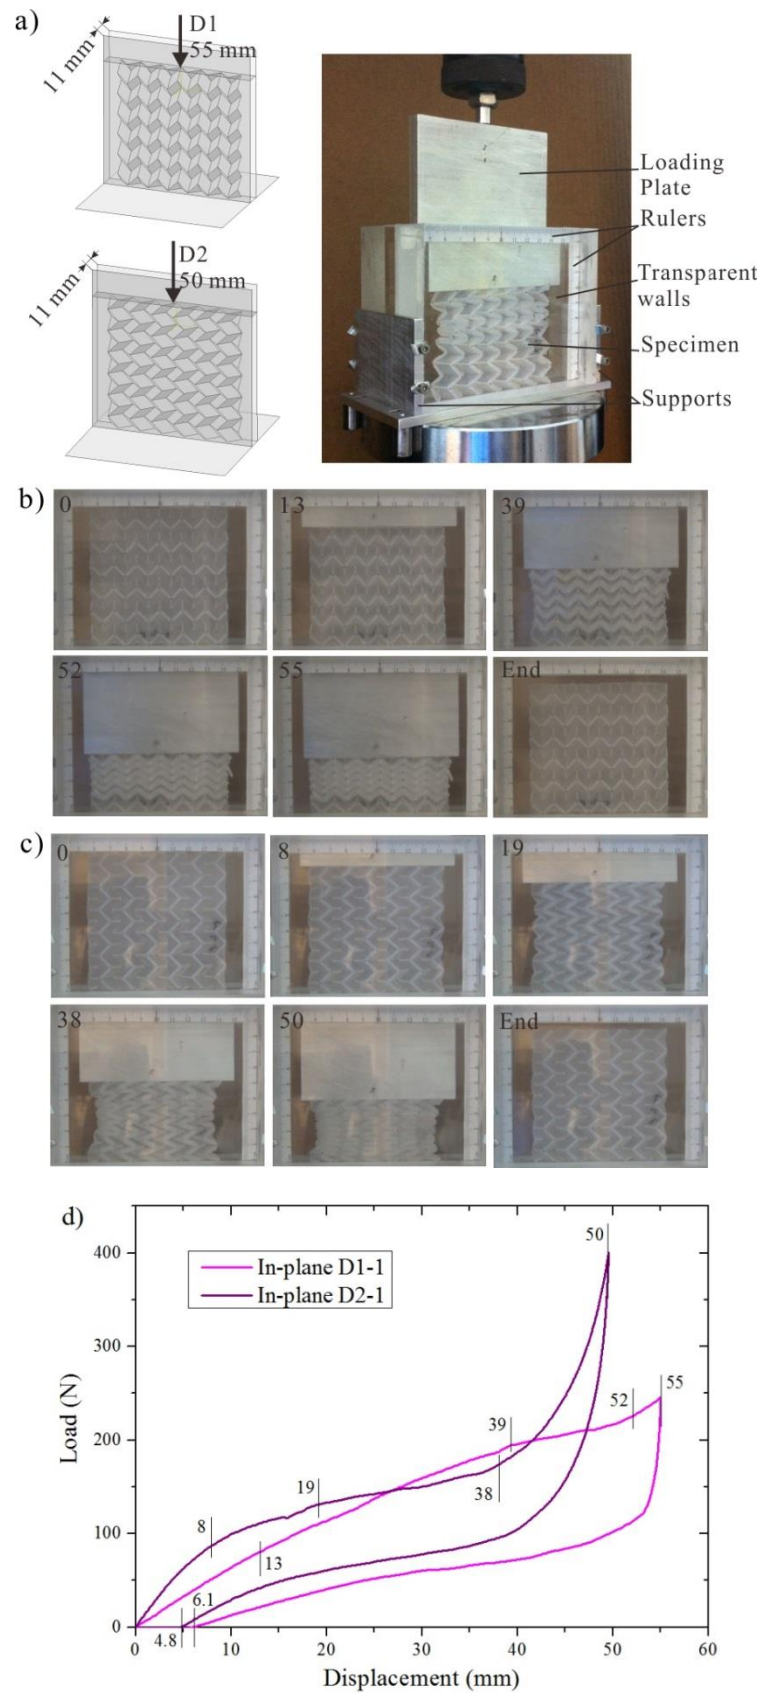 a)
D1
55 mm
11 mm
D2
50 mm
11 mm
Loading
Plate
Rulers
Transparent
walls
Specimen
Supports
b)
0
13
39
52
55
End
c)
0
8
19
38
50
End
d)
In-plane D1-1
In-plane D2-1
Load (N)
400
300
200
100
0
50
55
52
39
38
19
8
13
6.1
4.8
0
10
20
30
40
50
60
Displacement (mm)